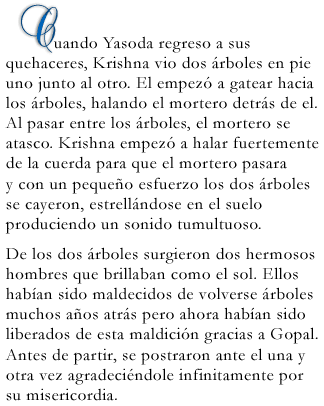 Cuando Yasoda regreso a sus
quehaceres, Krishna vio dos árboles en pie
uno junto al otro. El empezó a gatear hacia
los árboles, halando el mortero detrás de el.
Al pasar entre los árboles, el mortero se
atasco. Krishna empezó a halar fuertemente
de la cuerda para que el mortero pasara
y con un pequeño esfuerzo los dos árboles
se cayeron, estrellándose en el suelo
produciendo un sonido tumultuoso.
De los dos árboles surgieron dos hermosos
hombres que brillaban como el sol. Ellos
habían sido maldecidos de volverse árboles
muchos años atrás pero ahora habían sido
liberados de esta maldición gracias a Gopal.
Antes de partir, se postraron ante el una y
otra vez agradeciéndole infinitamente por
su misericordia.